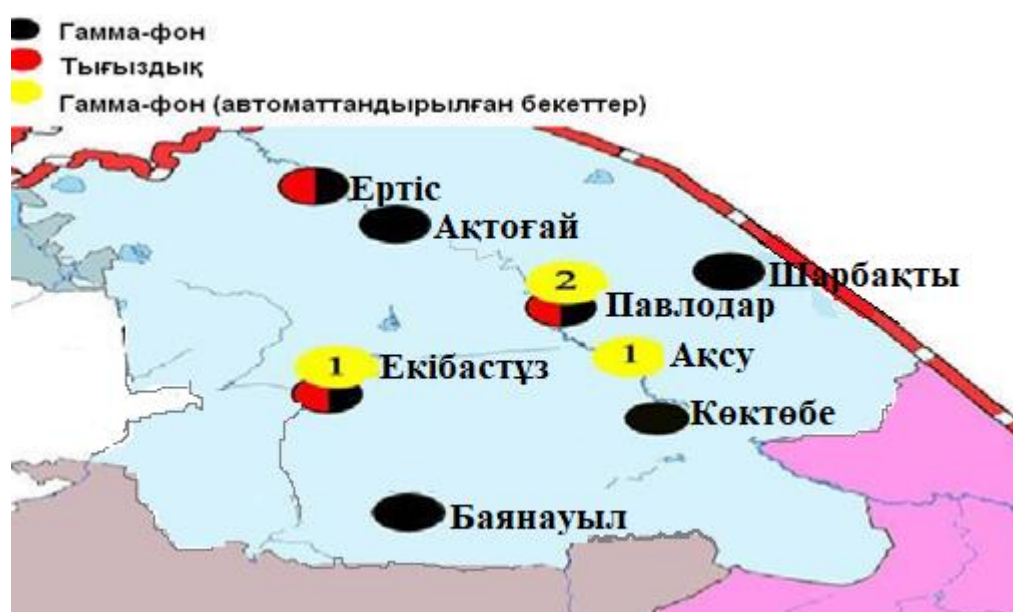 Гамма-фон
Тығыздық
Гамма-фон (автоматтандырылған бекеттер)
Ертіс
Ақтоғай
Шарбақты
2
Павлодар
1
Ақсу
1
Екібастұз
Көктөбе
Баянауыл